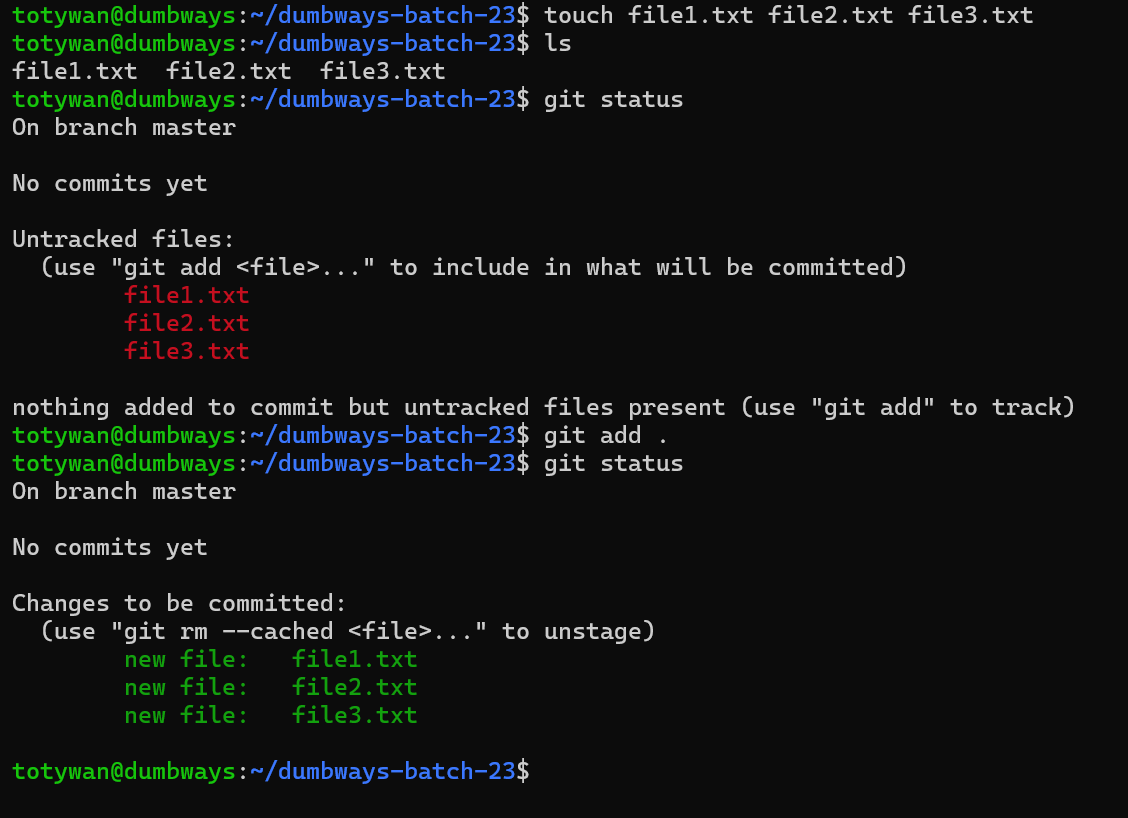 totywan@dumbways:~/dumbways-batch-23$ touch file1.txt file2.txt file3.txt
totywan@dumbways:~/dumbways-batch-23$ ls
file1.txt  file2.txt  file3.txt
totywan@dumbways:~/dumbways-batch-23$ git status
On branch master

No commits yet

Untracked files:
  (use "git add <file>..." to include in what will be committed)
        file1.txt
        file2.txt
        file3.txt

nothing added to commit but untracked files present (use "git add" to track)
totywan@dumbways:~/dumbways-batch-23$ git add .
totywan@dumbways:~/dumbways-batch-23$ git status
On branch master

No commits yet

Changes to be committed:
  (use "git rm --cached <file>..." to unstage)
        new file:   file1.txt
        new file:   file2.txt
        new file:   file3.txt

totywan@dumbways:~/dumbways-batch-23$